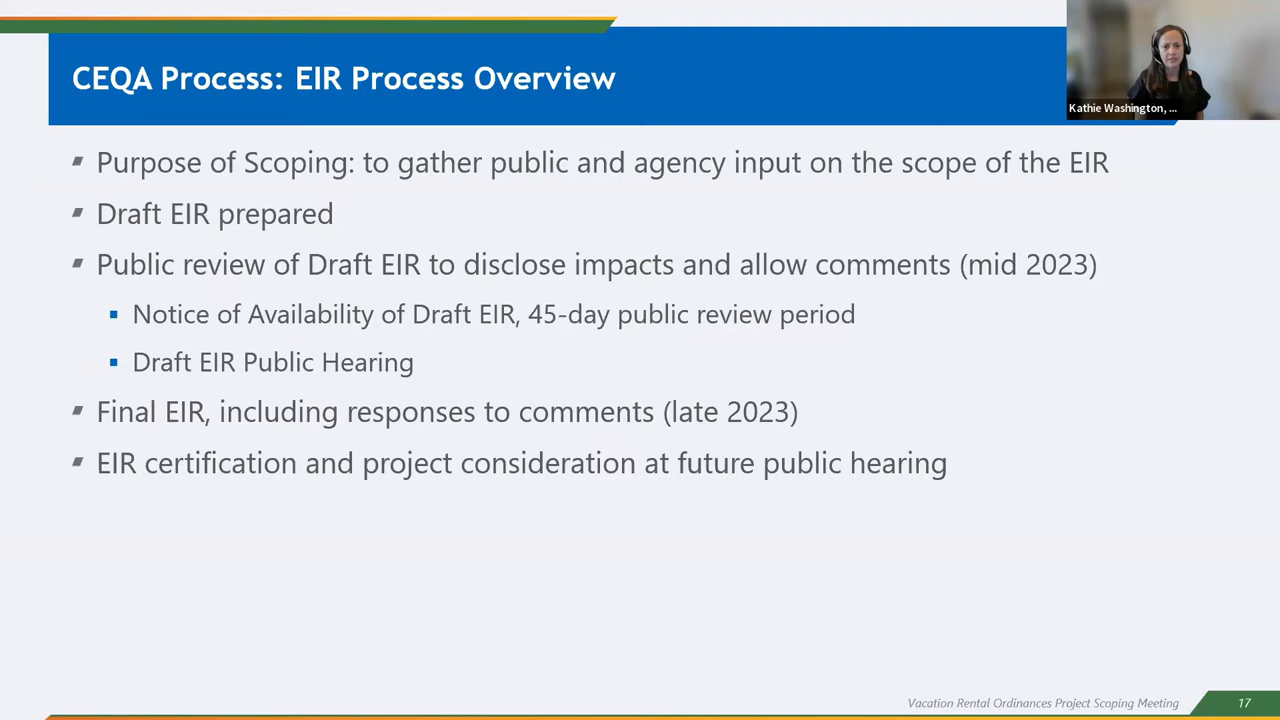 CEQA Process: EIR Process Overview
Kathie Washington, ...
Purpose of Scoping: to gather public and agency input on the scope of the EIR
Draft EIR prepared
Public review of Draft EIR to disclose impacts and allow comments (mid 2023)
Notice of Availability of Draft EIR, 45-day public review period
Draft EIR Public Hearing
Final EIR, including responses to comments (late 2023)
EIR certification and project consideration at future public hearing
Vacation Rental Ordinances Project Scoping Meeting
17